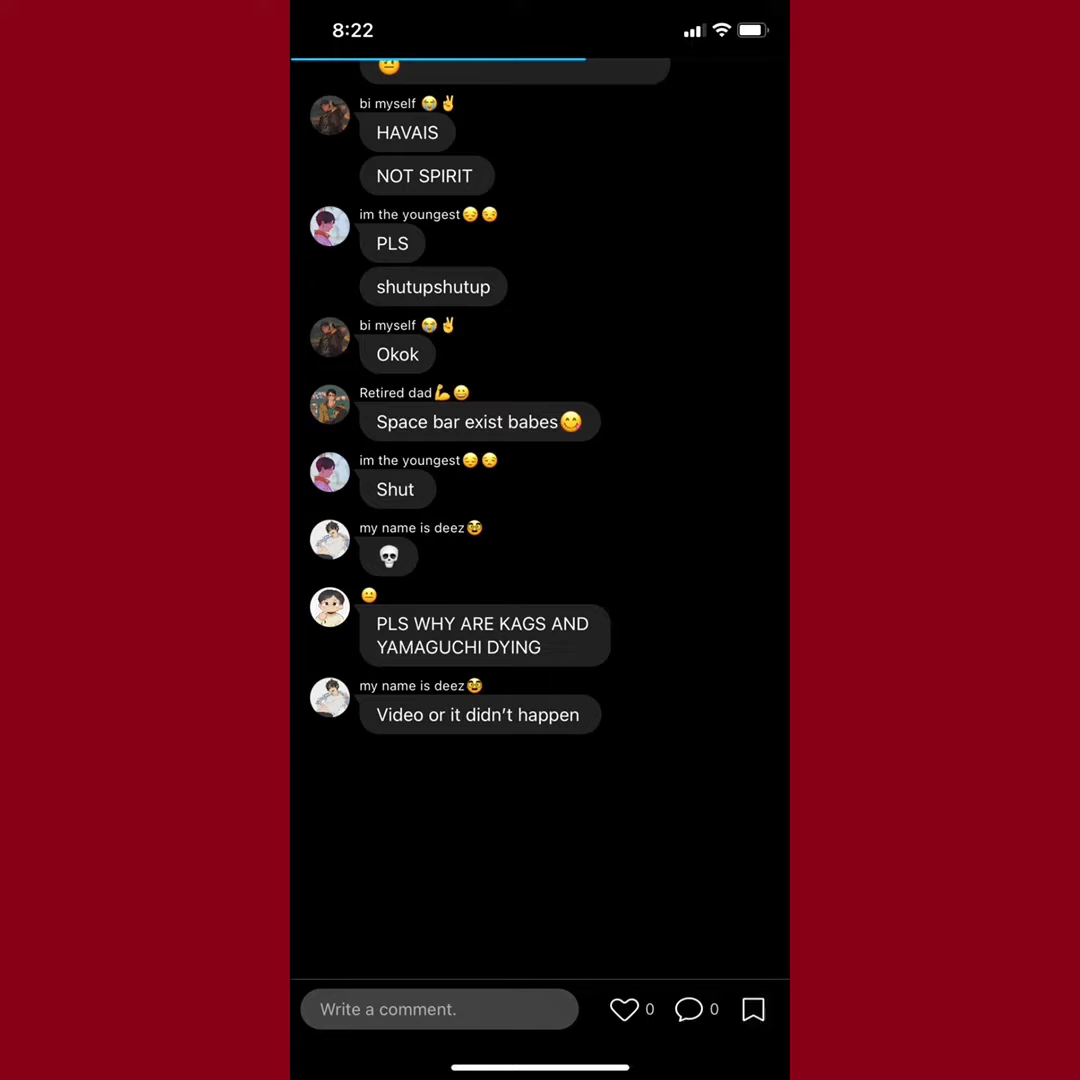 8:22
😐
bi myself 😭✌️
HAVAIS
NOT SPIRIT
im the youngest😔😒
PLS
shutupshutup
bi myself 😭✌️
Okok
Retired dad💪😀
Space bar exist babes😋
im the youngest😔😒
Shut
my name is deez🥸
💀
😐
PLS WHY ARE KAGS AND
YAMAGUCHI DYING
my name is deez🥸
Video or it didn’t happen
Write a comment.
0
0